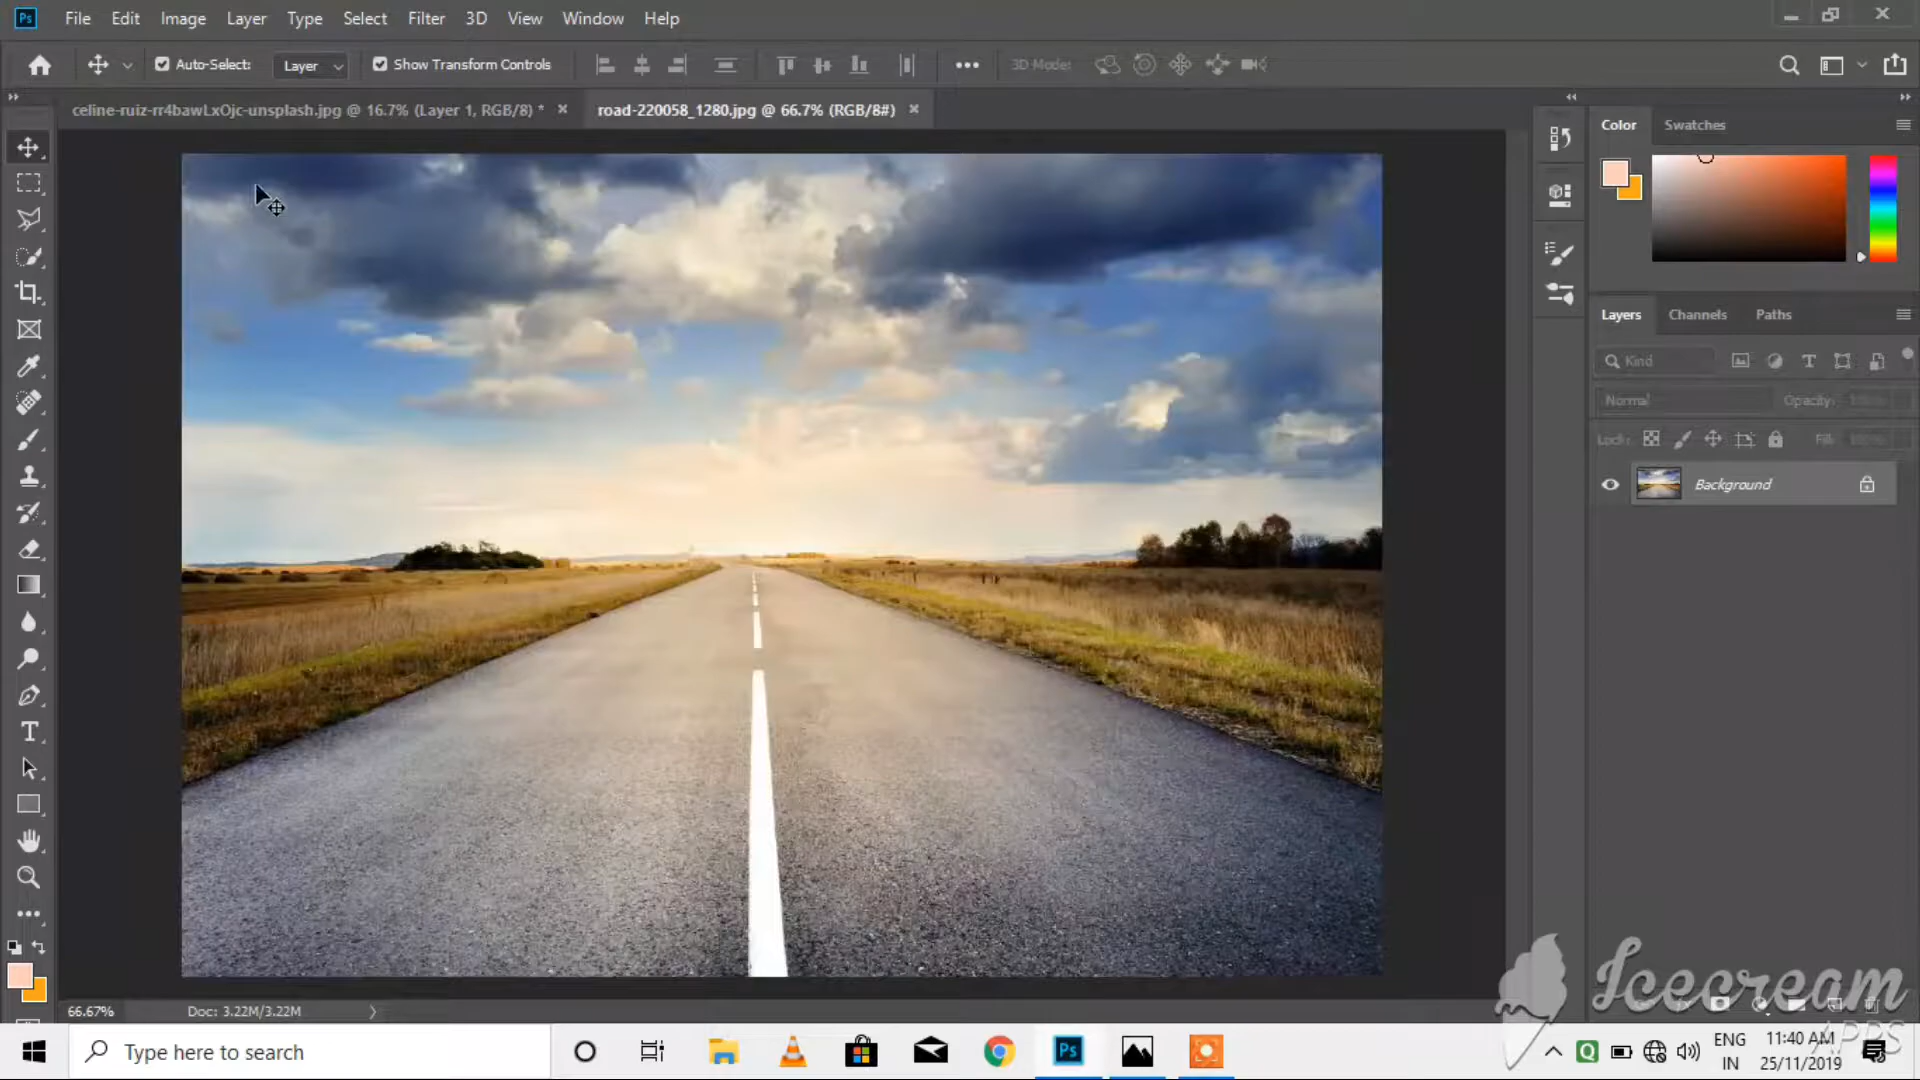 Ps File Edit Image Layer Type Select Filter 3D View Window Help
Auto-Select: Layer Show Transform Controls 3D Mode:
celine-ruiz-rr4bawLxOjc-unsplash.jpg @ 16.7% (Layer 1, RGB/8) * × road-220058_1280.jpg @ 66.7% (RGB/8#) ×
Color Swatches
Layers Channels Paths
Kind
Normal Opacity: 100%
Lock: Fill: 100%
Background
66.67% Doc: 3.22M/3.22M
Icecream
APPS
Type here to search
Ps
ENG
IN
11:40 AM
25/11/2019